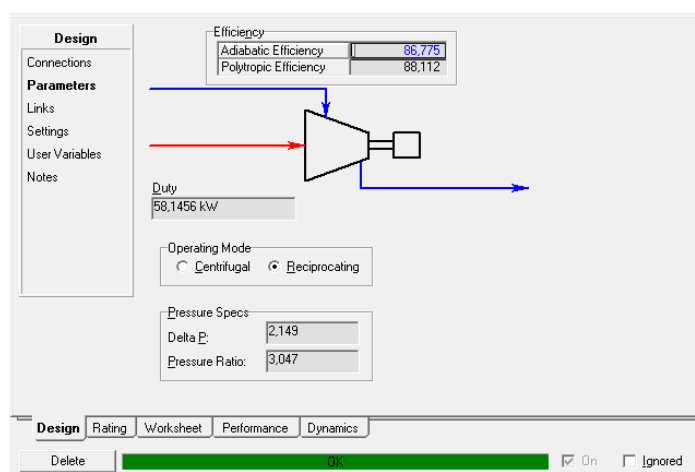 Design
Connections
Parameters
Links
Settings
User Variables
Notes
Efficiency
Adiabatic Efficiency 86,775
Polytropic Efficiency 88,112
Duty
58,1456 kW
Operating Mode
Centrifugal Reciprocating
Pressure Specs
Delta P: 2,149
Pressure Ratio: 3,047
Design Rating Worksheet Performance Dynamics
Delete OK On Ignored